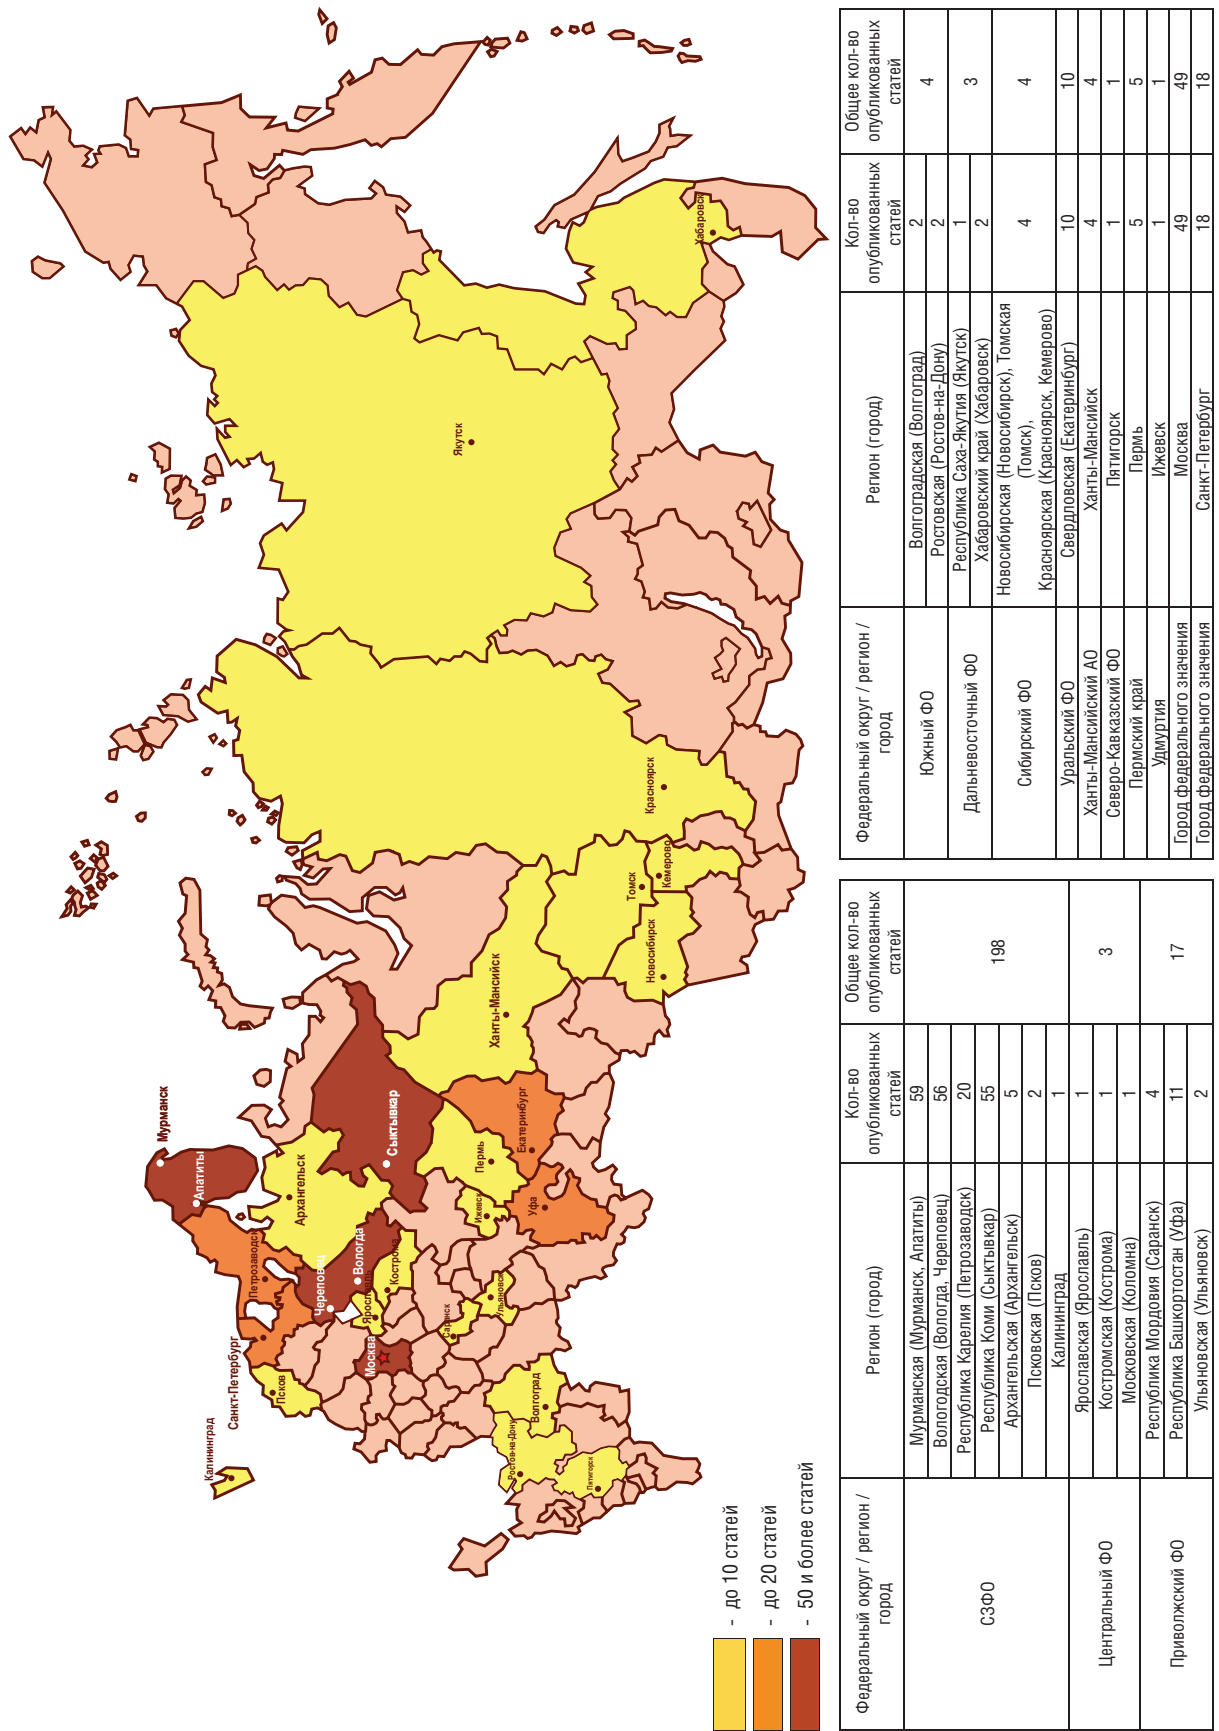 Мурманск
Апатиты
Калининград
Санкт-Петербург
Псков
Петрозаводск
Архангельск
Череповец
Вологда
Ярославль
Кострома
Москва
Сыктывкар
Саранск
Ульяновск
Ижевск
Пермь
Екатеринбург
Уфа
Волгоград
Ростов-на-Дону
Пятигорск
Ханты-Мансийск
Новосибирск
Томск
Кемерово
Красноярск
Якутск
Хабаровск
- до 10 статей
- до 20 статей
- 50 и более статей
Федеральный округ / регион /
город
Регион (город)
Кол-во
опубликованных
статей
Общее кол-во
опубликованных
статей
СЗФО
Мурманская (Мурманск, Апатиты) 59
198
Вологодская (Вологда, Череповец) 56
Республика Карелия (Петрозаводск) 20
Республика Коми (Сыктывкар) 55
Архангельская (Архангельск) 5
Псковская (Псков) 2
Калининград 1
Центральный ФО
Ярославская (Ярославль) 1
3
Костромская (Кострома) 1
Московская (Коломна) 1
Приволжский ФО
Республика Мордовия (Саранск) 4
17
Республика Башкортостан (Уфа) 11
Ульяновская (Ульяновск) 2
Федеральный округ / регион /
город
Регион (город)
Кол-во
опубликованных
статей
Общее кол-во
опубликованных
статей
Южный ФО
Волгоградская (Волгоград) 2
4
Ростовская (Ростов-на-Дону) 2
Дальневосточный ФО
Республика Саха-Якутия (Якутск) 1
3
Хабаровский край (Хабаровск) 2
Сибирский ФО
Новосибирская (Новосибирск), Томская
(Томск),
Красноярская (Красноярск, Кемерово)
4
4
Уральский ФО Свердловская (Екатеринбург) 10 10
Ханты-Мансийский АО Ханты-Мансийск 4 4
Северо-Кавказский ФО Пятигорск 1 1
Пермский край Пермь 5 5
Удмуртия Ижевск 1 1
Город федерального значения Москва 49 49
Город федерального значения Санкт-Петербург 18 18